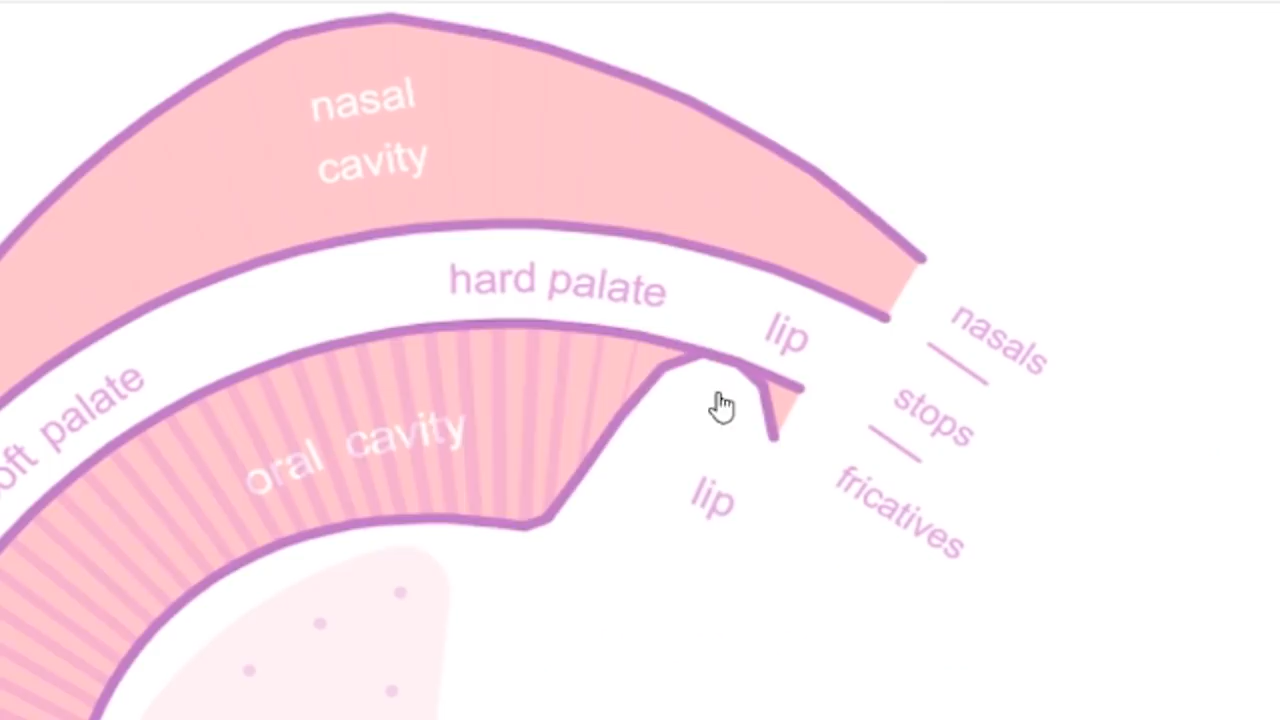 nasal
cavity
hard palate
lip
oft palate
oral cavity
lip
nasals
stops
fricatives